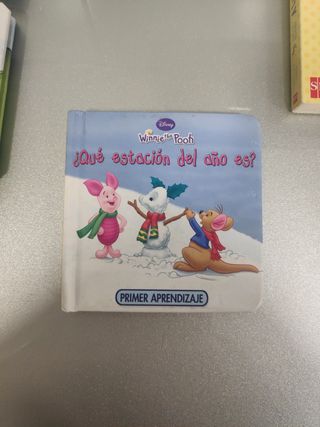 Disney
Winnie the Pooh
¿Qué estación del año es?
PRIMER APRENDIZAJE